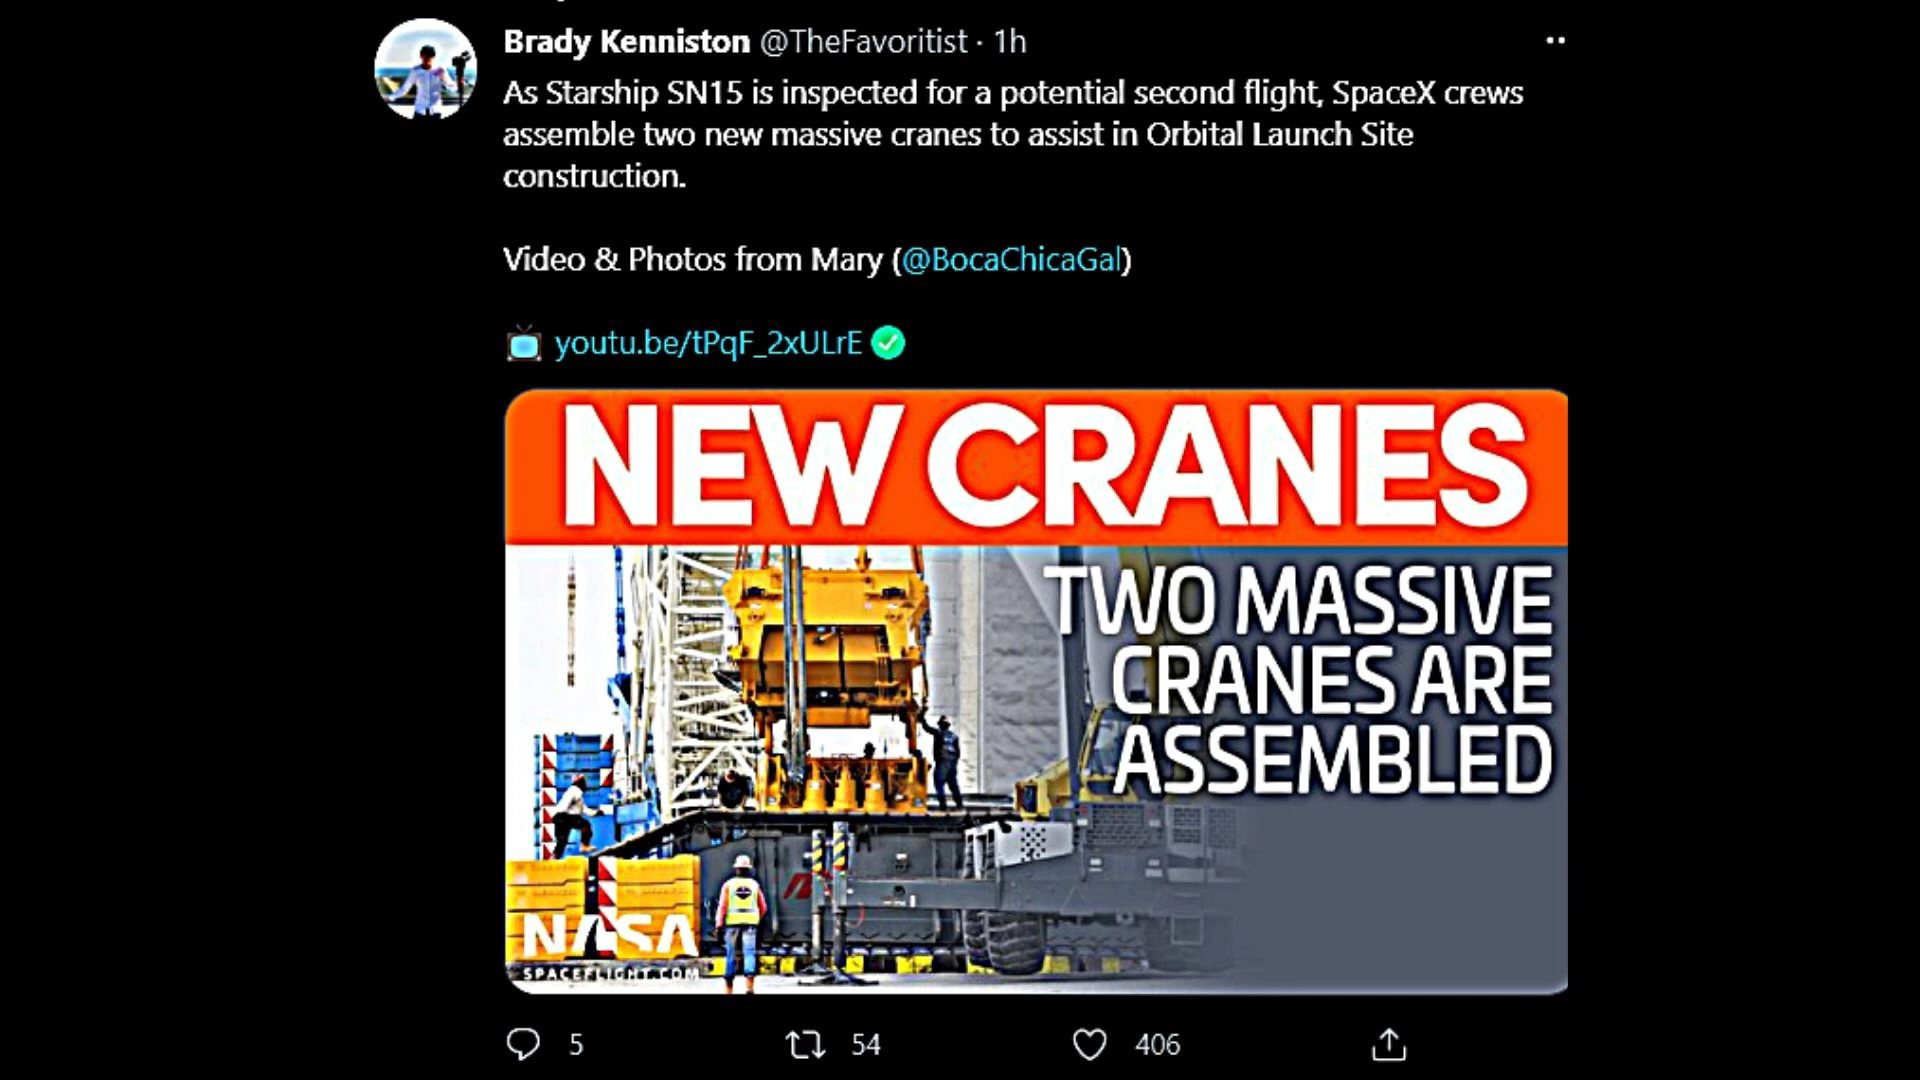 Brady Kenniston @TheFavoritist · 1h
As Starship SN15 is inspected for a potential second flight, SpaceX crews
assemble two new massive cranes to assist in Orbital Launch Site
construction.
Video & Photos from Mary (@BocaChicaGal)
youtu.be/tPqF_2xULrE
NEW CRANES
TWO MASSIVE
CRANES ARE
ASSEMBLED
NASA
SPACEFLIGHT.COM
5 54 406